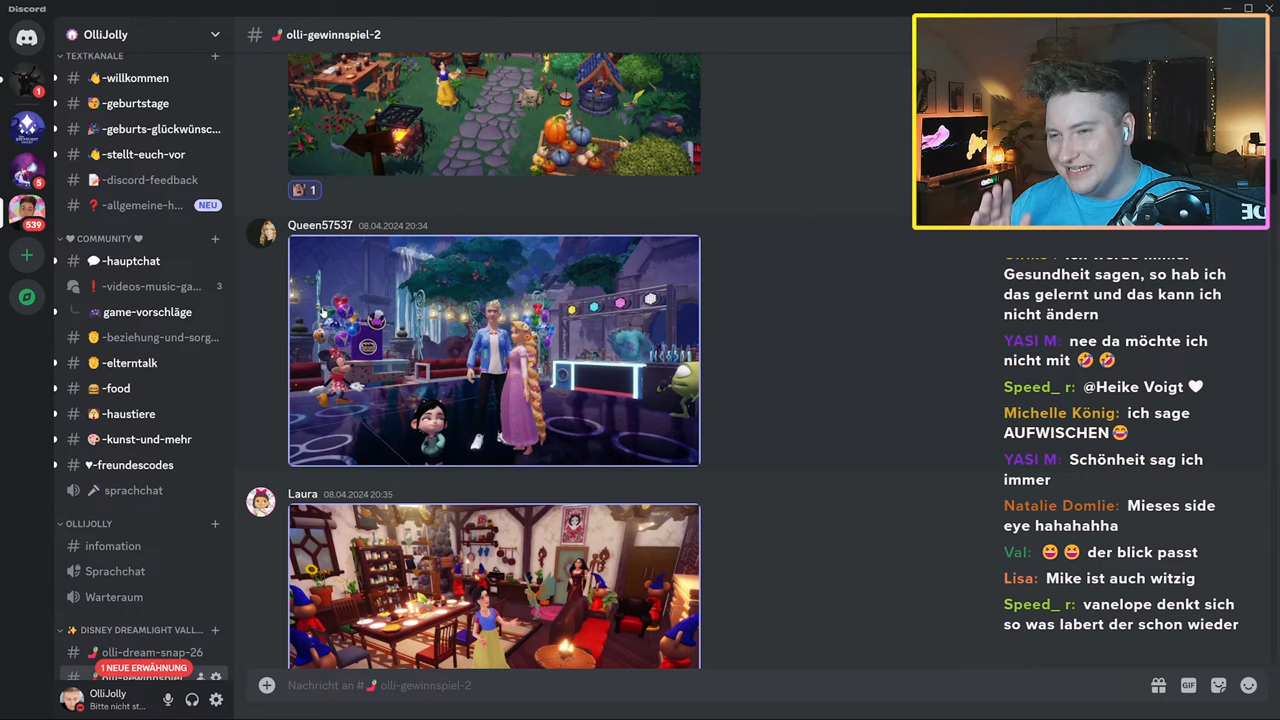 Discord
OlliJolly
# olli-gewinnspiel-2
TEXTKANALE
-willkommen
-geburtstage
-geburts-glückwünsc...
-stellt-euch-vor
-discord-feedback
-allgemeine-h...
NEU
COMMUNITY
-hauptchat
-videos-music-ga...
3
game-vorschläge
-beziehung-und-sorg...
-elterntalk
-food
-haustiere
-kunst-und-mehr
-freundescodes
sprachchat
OLLIJOLLY
infomation
Sprachchat
Warteraum
DISNEY DREAMLIGHT VALL...
olli-dream-snap-26
1 NEUE ERWÄHNUNG
OlliJolly
Bitte nicht st...
1
5
539
1
Queen57537 08.04.2024 20:34
Laura 08.04.2024 20:35
Nachricht an # olli-gewinnspiel-2
GIF
Gesundheit sagen, so hab ich
das gelernt und das kann ich
nicht ändern
YASI M: nee da möchte ich
nicht mit 🤣 🤣
Speed_ r: @Heike Voigt 🤍
Michelle König: ich sage
AUFWISCHEN😂
YASI M: Schönheit sag ich
immer
Natalie Domlie: Mieses side
eye hahahahha
Val: 😆 😆 der blick passt
Lisa: Mike ist auch witzig
Speed_ r: vanelope denkt sich
so was labert der schon wieder